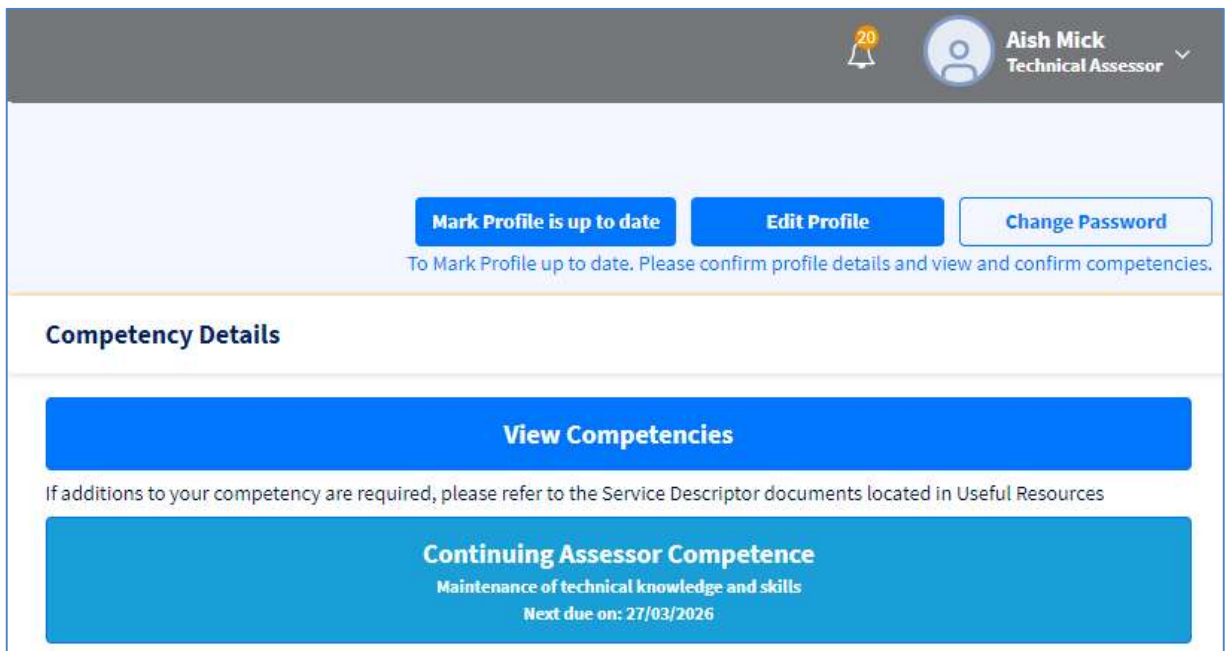 20
Aish Mick
Technical Assessor
Mark Profile is up to date
Edit Profile
Change Password
To Mark Profile up to date. Please confirm profile details and view and confirm competencies.
Competency Details
View Competencies
If additions to your competency are required, please refer to the Service Descriptor documents located in Useful Resources
Continuing Assessor Competence
Maintenance of technical knowledge and skills
Next due on: 27/03/2026